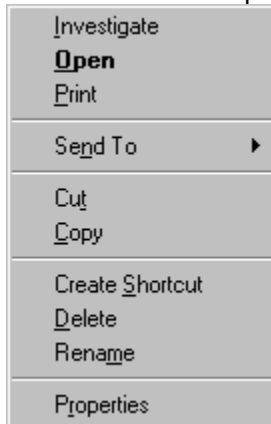 Investigate
Open
Print
Send To
Cut
Copy
Create Shortcut
Delete
Rename
Properties